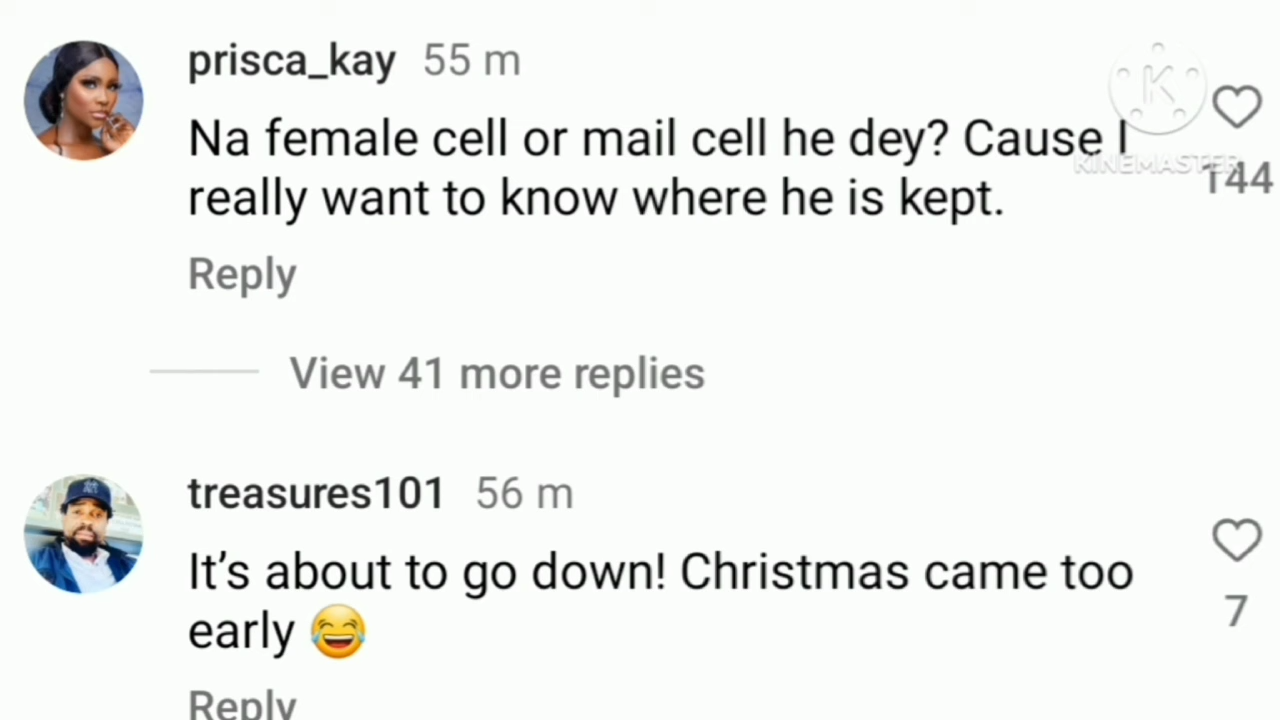 prisca_kay 55 m
Na female cell or mail cell he dey? Cause I
really want to know where he is kept.
144
Reply
View 41 more replies
treasures101 56 m
It's about to go down! Christmas came too
early 😂
7
Reply
K
KINEMASTER